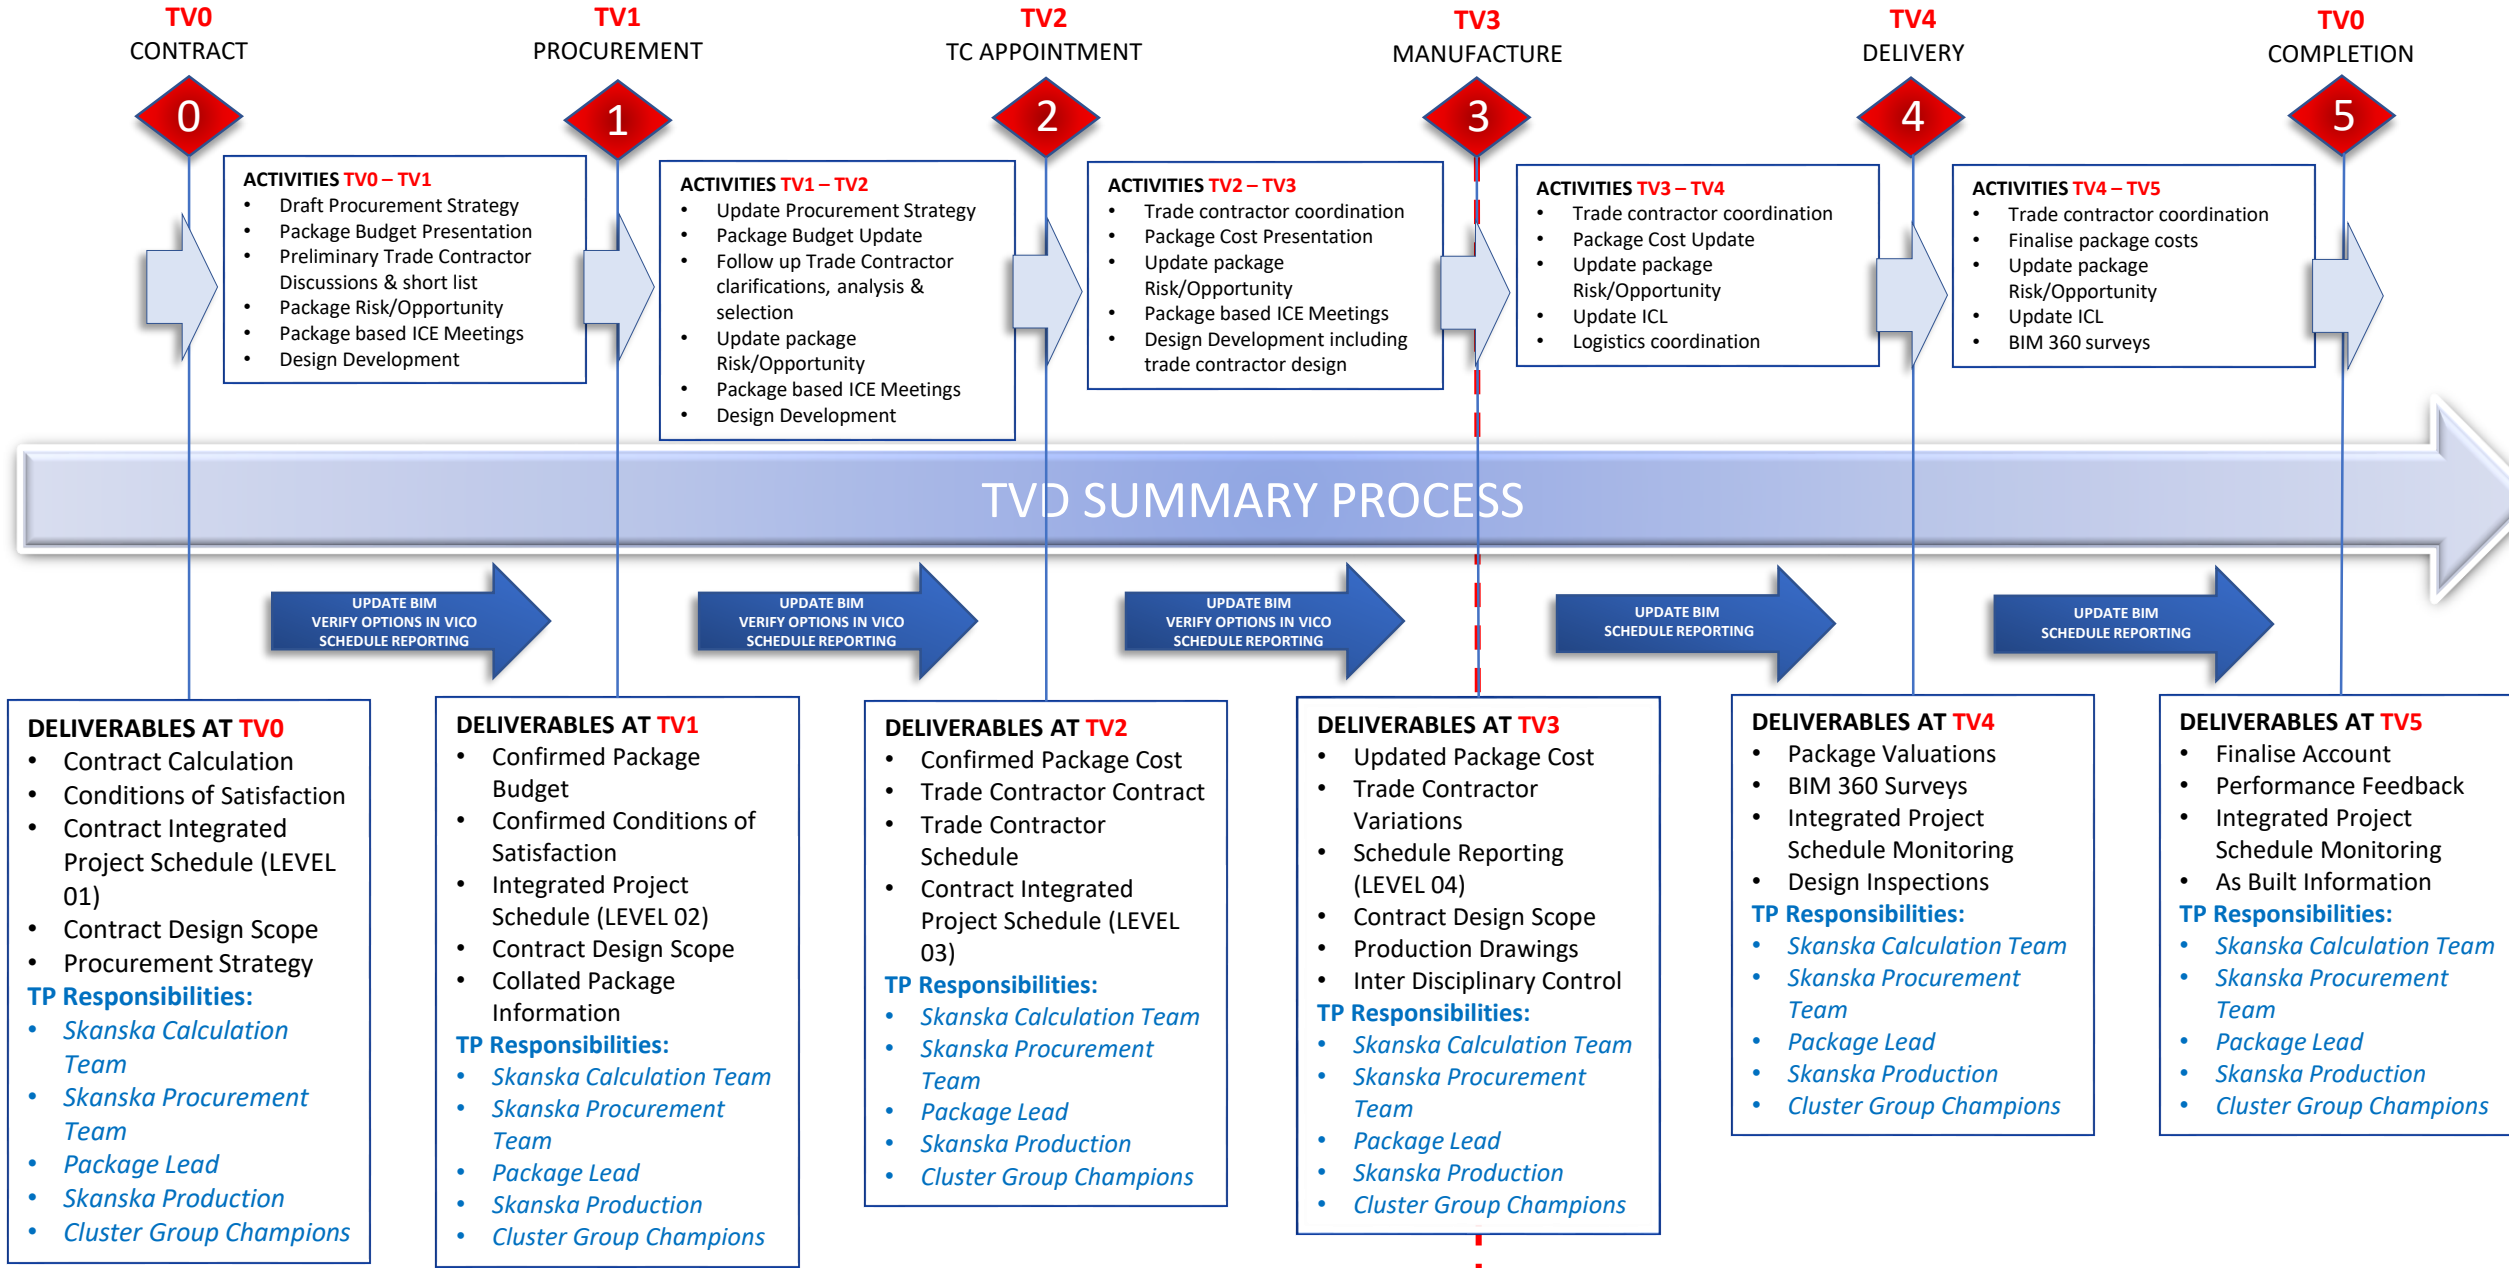 TV0
CONTRACT
TV1
PROCUREMENT
TV2
TC APPOINTMENT
TV3
MANUFACTURE
TV4
DELIVERY
TV0
COMPLETION
0
1
2
3
4
5
ACTIVITIES TV0 – TV1
• Draft Procurement Strategy
• Package Budget Presentation
• Preliminary Trade Contractor
Discussions & short list
• Package Risk/Opportunity
• Package based ICE Meetings
• Design Development
ACTIVITIES TV1 – TV2
• Update Procurement Strategy
• Package Budget Update
• Follow up Trade Contractor
clarifications, analysis &
selection
• Update package
Risk/Opportunity
• Package based ICE Meetings
• Design Development
ACTIVITIES TV2 – TV3
• Trade contractor coordination
• Package Cost Presentation
• Update package
Risk/Opportunity
• Package based ICE Meetings
• Design Development including
trade contractor design
ACTIVITIES TV3 – TV4
• Trade contractor coordination
• Package Cost Update
• Update package
Risk/Opportunity
• Update ICL
• Logistics coordination
ACTIVITIES TV4 – TV5
• Trade contractor coordination
• Finalise package costs
• Update package
Risk/Opportunity
• Update ICL
• BIM 360 surveys
TVD SUMMARY PROCESS
UPDATE BIM
VERIFY OPTIONS IN VICO
SCHEDULE REPORTING
UPDATE BIM
VERIFY OPTIONS IN VICO
SCHEDULE REPORTING
UPDATE BIM
VERIFY OPTIONS IN VICO
SCHEDULE REPORTING
UPDATE BIM
SCHEDULE REPORTING
UPDATE BIM
SCHEDULE REPORTING
DELIVERABLES AT TV0
• Contract Calculation
• Conditions of Satisfaction
• Contract Integrated
Project Schedule (LEVEL
01)
• Contract Design Scope
• Procurement Strategy
TP Responsibilities:
• Skanska Calculation
Team
• Skanska Procurement
Team
• Package Lead
• Skanska Production
• Cluster Group Champions
DELIVERABLES AT TV1
• Confirmed Package
Budget
• Confirmed Conditions of
Satisfaction
• Integrated Project
Schedule (LEVEL 02)
• Contract Design Scope
• Collated Package
Information
TP Responsibilities:
• Skanska Calculation Team
• Skanska Procurement
Team
• Package Lead
• Skanska Production
• Cluster Group Champions
DELIVERABLES AT TV2
• Confirmed Package Cost
• Trade Contractor Contract
• Trade Contractor
Schedule
• Contract Integrated
Project Schedule (LEVEL
03)
TP Responsibilities:
• Skanska Calculation Team
• Skanska Procurement
Team
• Package Lead
• Skanska Production
• Cluster Group Champions
DELIVERABLES AT TV3
• Updated Package Cost
• Trade Contractor
Variations
• Schedule Reporting
(LEVEL 04)
• Contract Design Scope
• Production Drawings
• Inter Disciplinary Control
TP Responsibilities:
• Skanska Calculation Team
• Skanska Procurement
Team
• Package Lead
• Skanska Production
• Cluster Group Champions
DELIVERABLES AT TV4
• Package Valuations
• BIM 360 Surveys
• Integrated Project
Schedule Monitoring
• Design Inspections
TP Responsibilities:
• Skanska Calculation Team
• Skanska Procurement
Team
• Package Lead
• Skanska Production
• Cluster Group Champions
DELIVERABLES AT TV5
• Finalise Account
• Performance Feedback
• Integrated Project
Schedule Monitoring
• As Built Information
TP Responsibilities:
• Skanska Calculation Team
• Skanska Procurement
Team
• Package Lead
• Skanska Production
• Cluster Group Champions